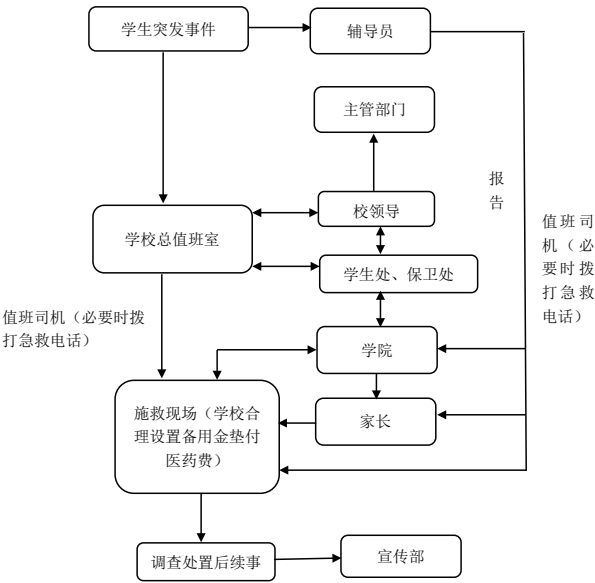 学生突发事件
辅导员
主管部门
报
告
校领导
学校总值班室
值班司
机（必
要时拨
打急救
电话）
学生处、保卫处
值班司机（必要时拨
打急救电话）
学院
施救现场（学校合
理设置备用金垫付
医药费）
家长
调查处置后续事
宣传部